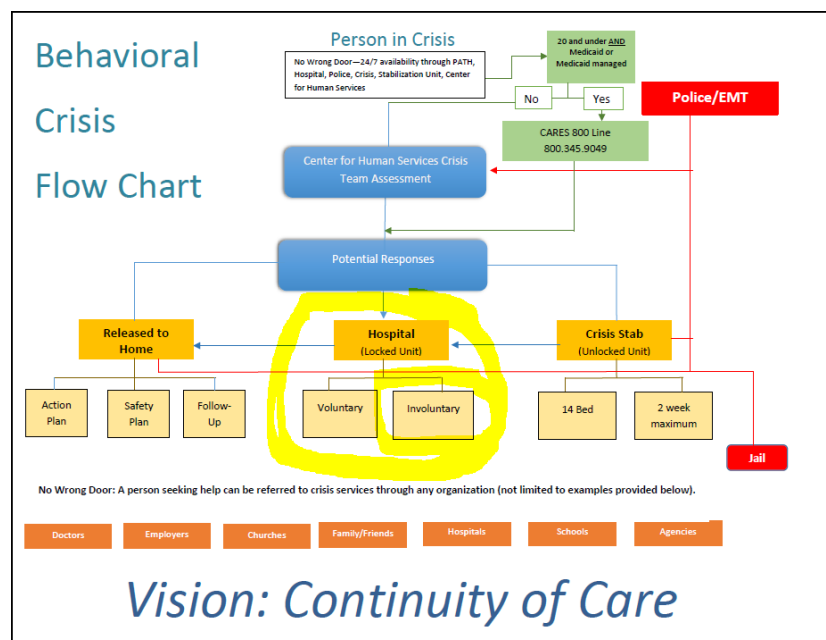 Behavioral
Crisis
Flow Chart
Person in Crisis
No Wrong Door—24/7 availability through PATH,
Hospital, Police, Crisis, Stabilization Unit, Center
for Human Services
20 and under AND
Medicaid or
Medicaid managed
No
Yes
Police/EMT
CARES 800 Line
800.345.9049
Center for Human Services Crisis
Team Assessment
Potential Responses
Released to
Home
Hospital
(Locked Unit)
Crisis Stab
(Unlocked Unit)
Action
Plan
Safety
Plan
Follow-
Up
Voluntary
Involuntary
14 Bed
2 week
maximum
Jail
No Wrong Door: A person seeking help can be referred to crisis services through any organization (not limited to examples provided below).
Doctors
Employers
Churches
Family/Friends
Hospitals
Schools
Agencies
Vision: Continuity of Care